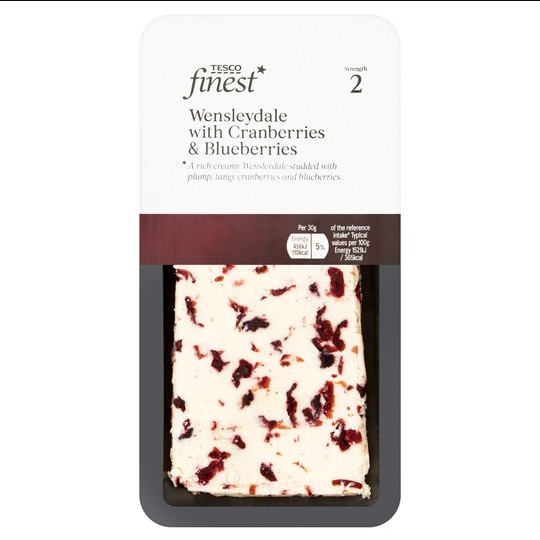 TESCO
finest*
Strength
2
Wensleydale
with Cranberries
& Blueberries
* A rich creamy Wensleydale studded with
plump, tangy cranberries and blueberries.
Per 30g
Energy
456kJ
110kcal
5%
of the reference
intake* Typical
values per 100g
Energy 1521kJ
/ 365kcal